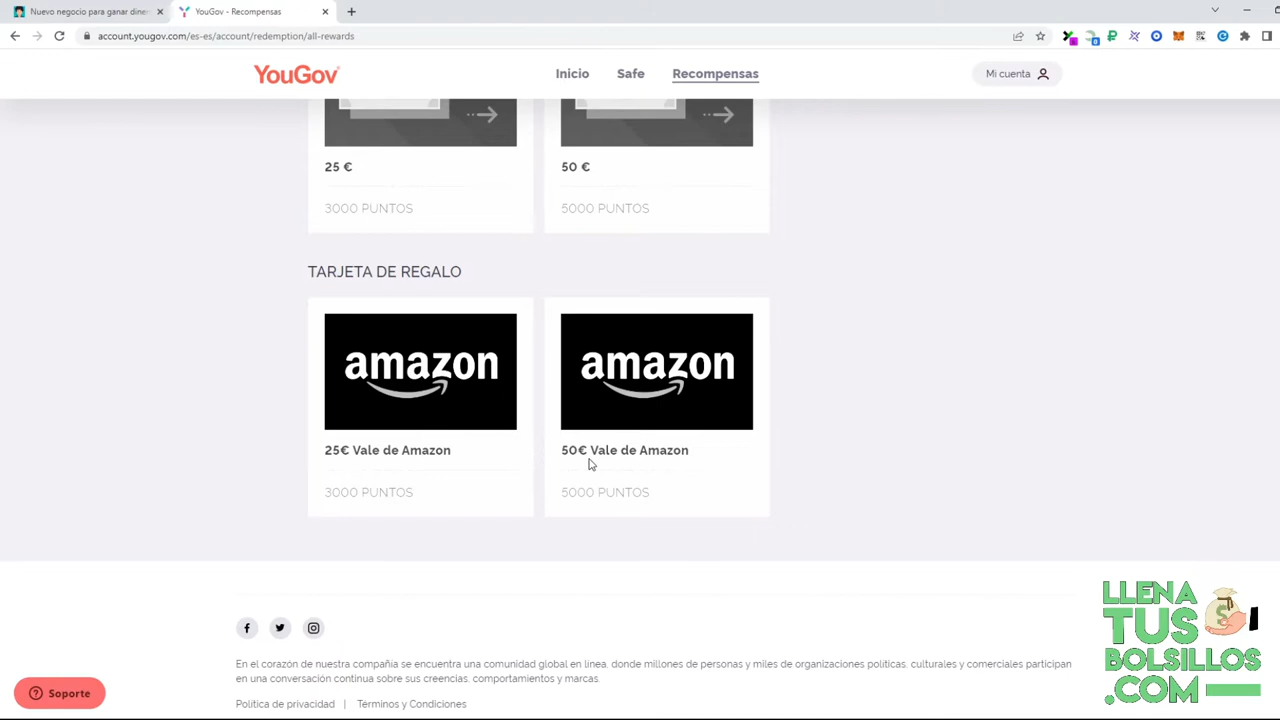 Nuevo negocio para ganar diner
YouGov - Recompensas
account.yougov.com/es-es/account/redemption/all-rewards
YouGov
Inicio
Safe
Recompensas
Mi cuenta
25 €
50 €
3000 PUNTOS
5000 PUNTOS
TARJETA DE REGALO
amazon
amazon
25€ Vale de Amazon
50€ Vale de Amazon
3000 PUNTOS
5000 PUNTOS
En el corazón de nuestra compañía se encuentra una comunidad global en línea, donde millones de personas y miles de organizaciones políticas, culturales y comerciales participan
en una conversación continua sobre sus creencias, comportamientos y marcas.
Soporte
Política de privacidad | Términos y Condiciones
LLENA
TUS
BOLSILLOS
.COM